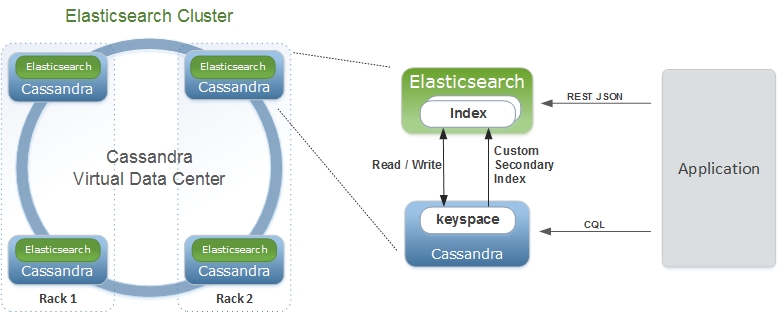 Elasticsearch Cluster
Elasticsearch
Cassandra
Elasticsearch
Cassandra
Cassandra
Virtual Data Center
Elasticsearch
Cassandra
Elasticsearch
Cassandra
Rack 1
Rack 2
Elasticsearch
Index
Read / Write
Custom
Secondary
Index
keyspace
Cassandra
REST JSON
CQL
Application